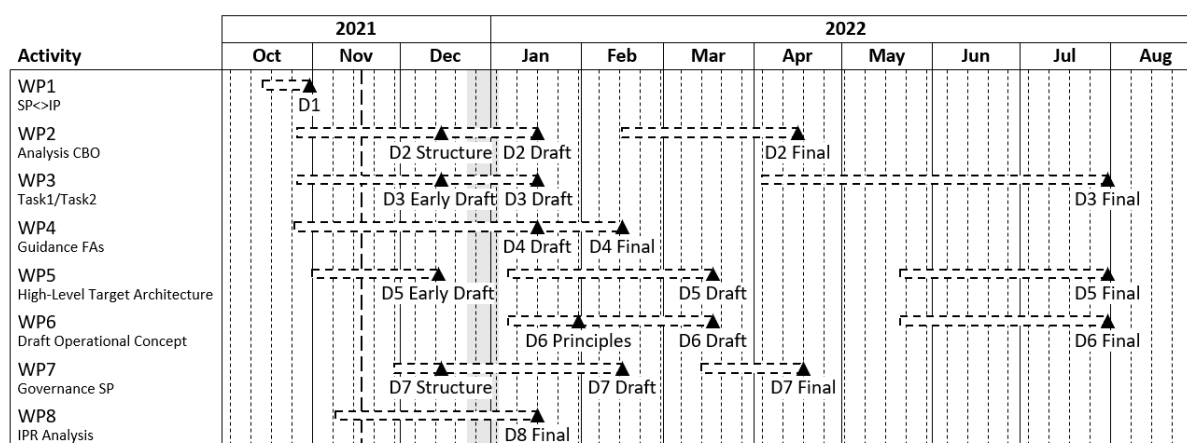 2021 2022
Activity Oct Nov Dec Jan Feb Mar Apr May Jun Jul Aug
WP1
SP<>IP
D1
WP2
Analysis CBO
D2 Structure D2 Draft D2 Final
WP3
Task1/Task2
D3 Early Draft D3 Draft D3 Final
WP4
Guidance FAs
D4 Draft D4 Final
WP5
High-Level Target Architecture
D5 Early Draft D5 Draft D5 Final
WP6
Draft Operational Concept
D6 Principles D6 Draft D6 Final
WP7
Governance SP
D7 Structure D7 Draft D7 Final
WP8
IPR Analysis
D8 Final